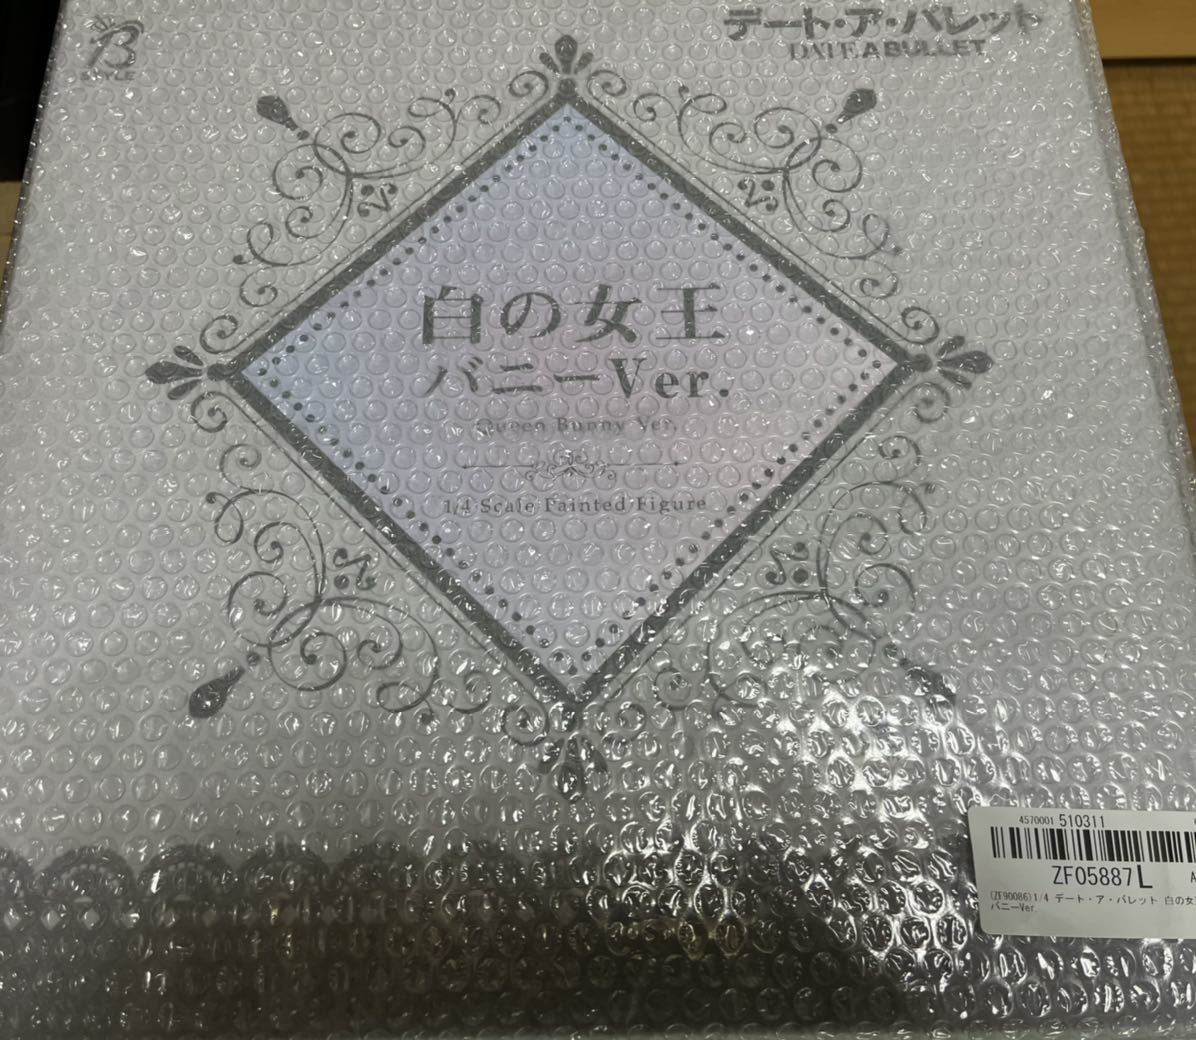 B
STYLE
デート・ア・バレット
DATE A BULLET
白の女王
バニーVer.
Queen Bunny Ver.
1/4 Scale Painted Figure
4570001 510311
ZF05887L
(ZF90086)1/4 デート・ア・バレット 白の女
バニーVer.